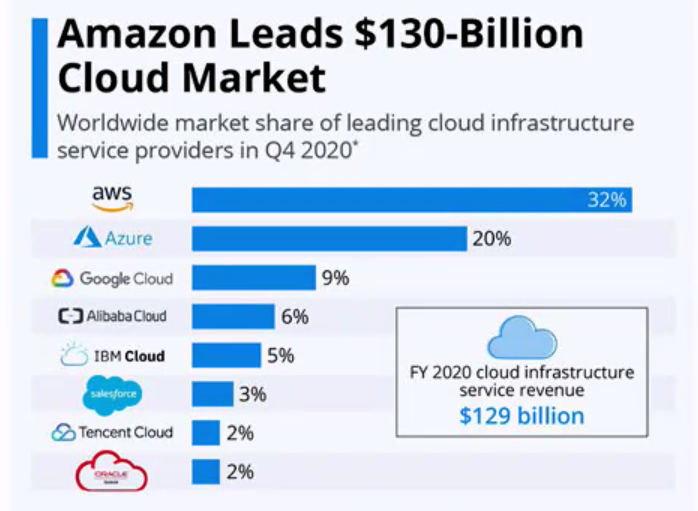 Amazon Leads $130-Billion
Cloud Market
Worldwide market share of leading cloud infrastructure
service providers in Q4 2020*
aws 32%
Azure 20%
Google Cloud 9%
Alibaba Cloud 6%
IBM Cloud 5%
salesforce 3%
Tencent Cloud 2%
ORACLE 2%
FY 2020 cloud infrastructure
service revenue
$129 billion